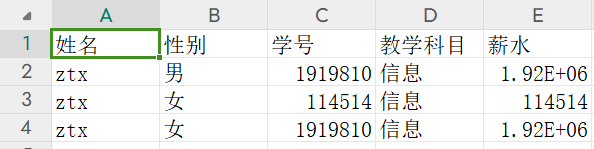 A B C D E
1 姓名 性别 学号 教学科目 薪水
2 ztx 男 1919810 信息 1.92E+06
3 ztx 女 114514 信息 114514
4 ztx 女 1919810 信息 1.92E+06